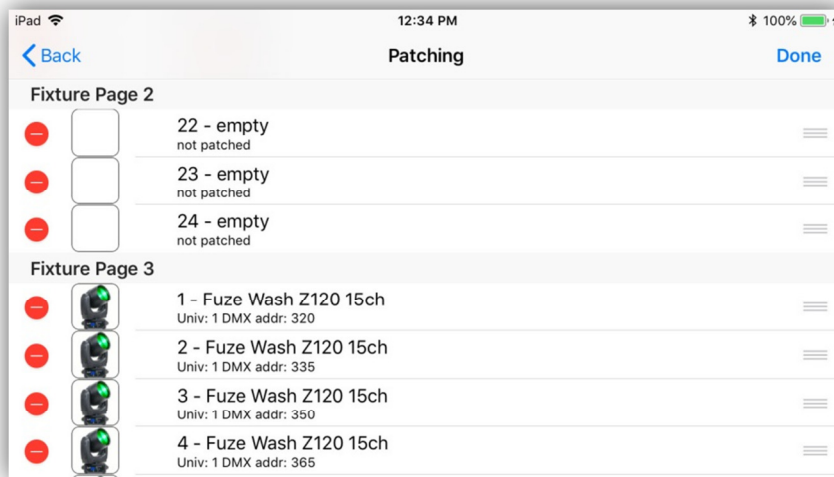 iPad 12:34 PM 100%
Back Patching Done
Fixture Page 2
22 - empty
not patched
23 - empty
not patched
24 - empty
not patched
Fixture Page 3
1 - Fuze Wash Z120 15ch
Univ: 1 DMX addr: 320
2 - Fuze Wash Z120 15ch
Univ: 1 DMX addr: 335
3 - Fuze Wash Z120 15ch
Univ: 1 DMX addr: 350
4 - Fuze Wash Z120 15ch
Univ: 1 DMX addr: 365